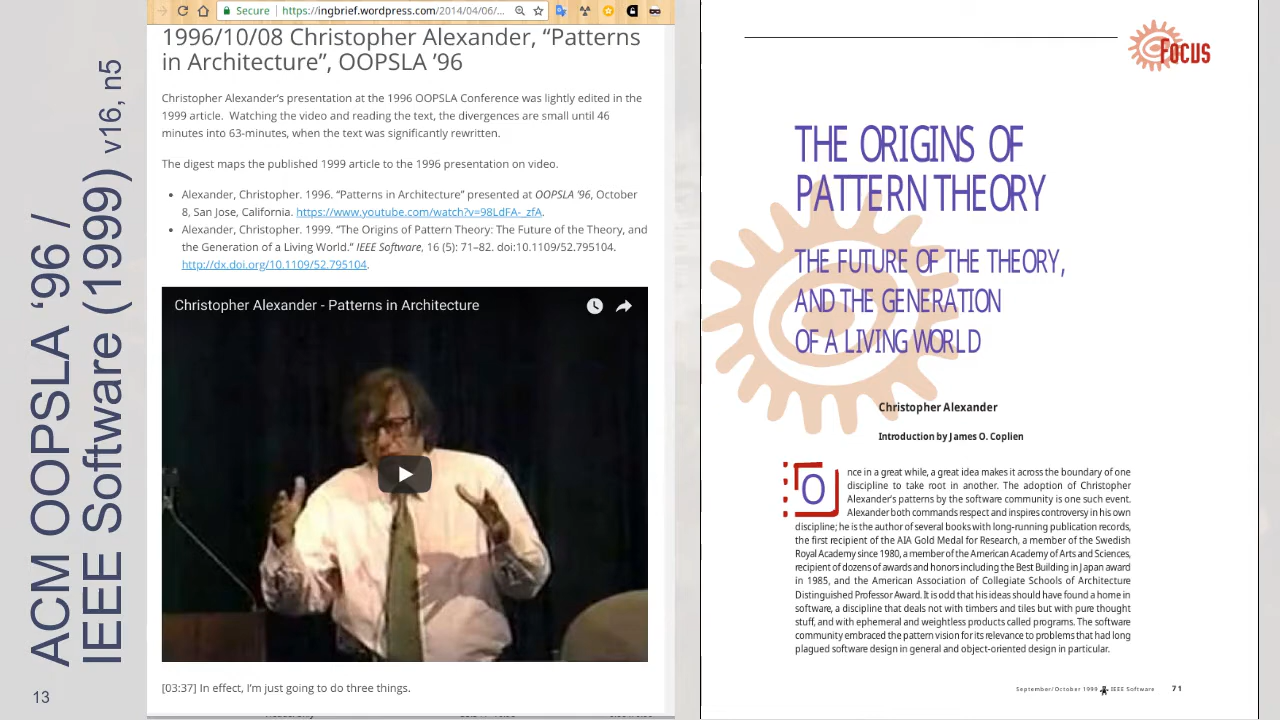 ACM OOPSLA ‘96 /
IEEE Software (1999) v16, n5
13
Secure https://ingbrief.wordpress.com/2014/04/06/...
1996/10/08 Christopher Alexander, “Patterns
in Architecture”, OOPSLA ’96
Christopher Alexander’s presentation at the 1996 OOPSLA Conference was lightly edited in the
1999 article. Watching the video and reading the text, the divergences are small until 46
minutes into 63-minutes, when the text was significantly rewritten.
The digest maps the published 1999 article to the 1996 presentation on video.
• Alexander, Christopher. 1996. “Patterns in Architecture” presented at OOPSLA ’96, October
8, San Jose, California. https://www.youtube.com/watch?v=98LdFA-_zfA.
• Alexander, Christopher. 1999. “The Origins of Pattern Theory: The Future of the Theory, and
the Generation of a Living World.” IEEE Software, 16 (5): 71–82. doi:10.1109/52.795104.
http://dx.doi.org/10.1109/52.795104.
Christopher Alexander - Patterns in Architecture
[03:37] In effect, I’m just going to do three things.
FOCUS
THE ORIGINS OF
PATTERN THEORY
THE FUTURE OF THE THEORY,
AND THE GENERATION
OF A LIVING WORLD
Christopher Alexander
Introduction by James O. Coplien
Once in a great while, a great idea makes it across the boundary of one
discipline to take root in another. The adoption of Christopher
Alexander’s patterns by the software community is one such event.
Alexander both commands respect and inspires controversy in his own
discipline; he is the author of several books with long-running publication records,
the first recipient of the AIA Gold Medal for Research, a member of the Swedish
Royal Academy since 1980, a member of the American Academy of Arts and Sciences,
recipient of dozens of awards and honors including the Best Building in Japan award
in 1985, and the American Association of Collegiate Schools of Architecture
Distinguished Professor Award. It is odd that his ideas should have found a home in
software, a discipline that deals not with timbers and tiles but with pure thought
stuff, and with ephemeral and weightless products called programs. The software
community embraced the pattern vision for its relevance to problems that had long
plagued software design in general and object-oriented design in particular.
September/October 1999 IEEE Software 71